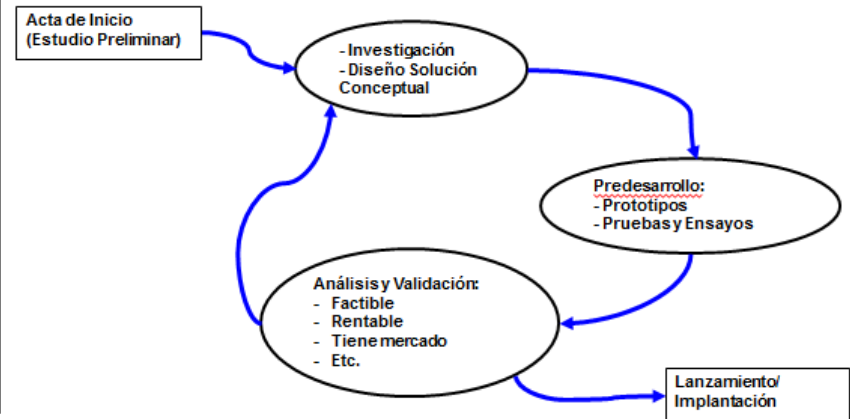 Acta de Inicio
(Estudio Preliminar)
- Investigación
- Diseño Solución
Conceptual
Predesarrollo:
- Prototipos
- Pruebas y Ensayos
Análisis y Validación:
- Factible
- Rentable
- Tiene mercado
- Etc.
Lanzamiento/
Implantación